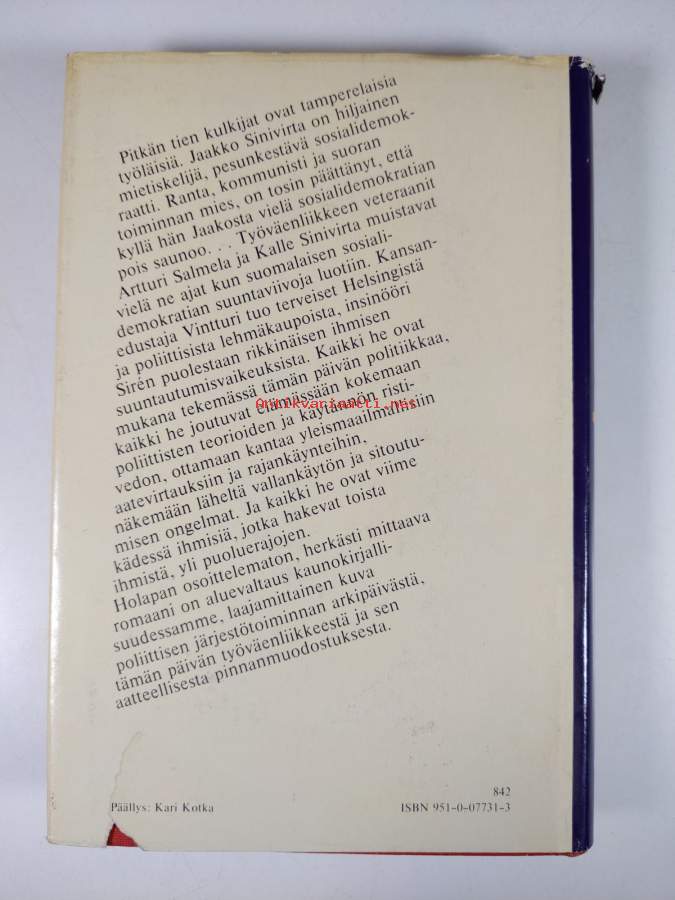 Pitkän tien kulkijat ovat tamperelaisia
työläisiä. Jaakko Sinivirta on hiljainen
mietiskelijä, pesunkestävä sosialidemok-
raatti. Ranta, kommunisti ja suoran
toiminnan mies, on tosin päättänyt, että
kyllä hän Jaakosta vielä sosialidemokratian
pois saunoo. . . Työväenliikkeen veteraanit
Artturi Salmela ja Kalle Sinivirta muistavat
vielä ne ajat kun suomalaisen sosiali-
demokratian suuntaviivoja luotiin. Kansan-
edustaja Vintturi tuo terveiset Helsingistä
ja poliittisista lehmäkaupoista, insinööri
Sirén puolestaan rikkinäisen ihmisen
suuntautumisvaikeuksista. Kaikki he ovat
mukana tekemässä tämän päivän politiikkaa,
kaikki he joutuvat elämässään kokemaan
Antikvariaatti.net
poliittisten teorioiden ja käytännön risti-
vedon, ottamaan kantaa yleismaailmallisiin
aatevirtauksiin ja rajankäynteihin,
näkemään läheltä vallankäytön ja sitoutu-
misen ongelmat. Ja kaikki he ovat viime
kädessä ihmisiä, jotka hakevat toista
ihmistä, yli puoluerajojen.
Holapan osoittelematon, herkästi mittaava
romaani on aluevaltaus kaunokirjalli-
suudessamme, laajamittainen kuva
poliittisen järjestötoiminnan arkipäivästä,
tämän päivän työväenliikkeestä ja sen
aatteellisesta pinnanmuodostuksesta.
842
Päällys: Kari Kotka
ISBN 951-0-07731-3